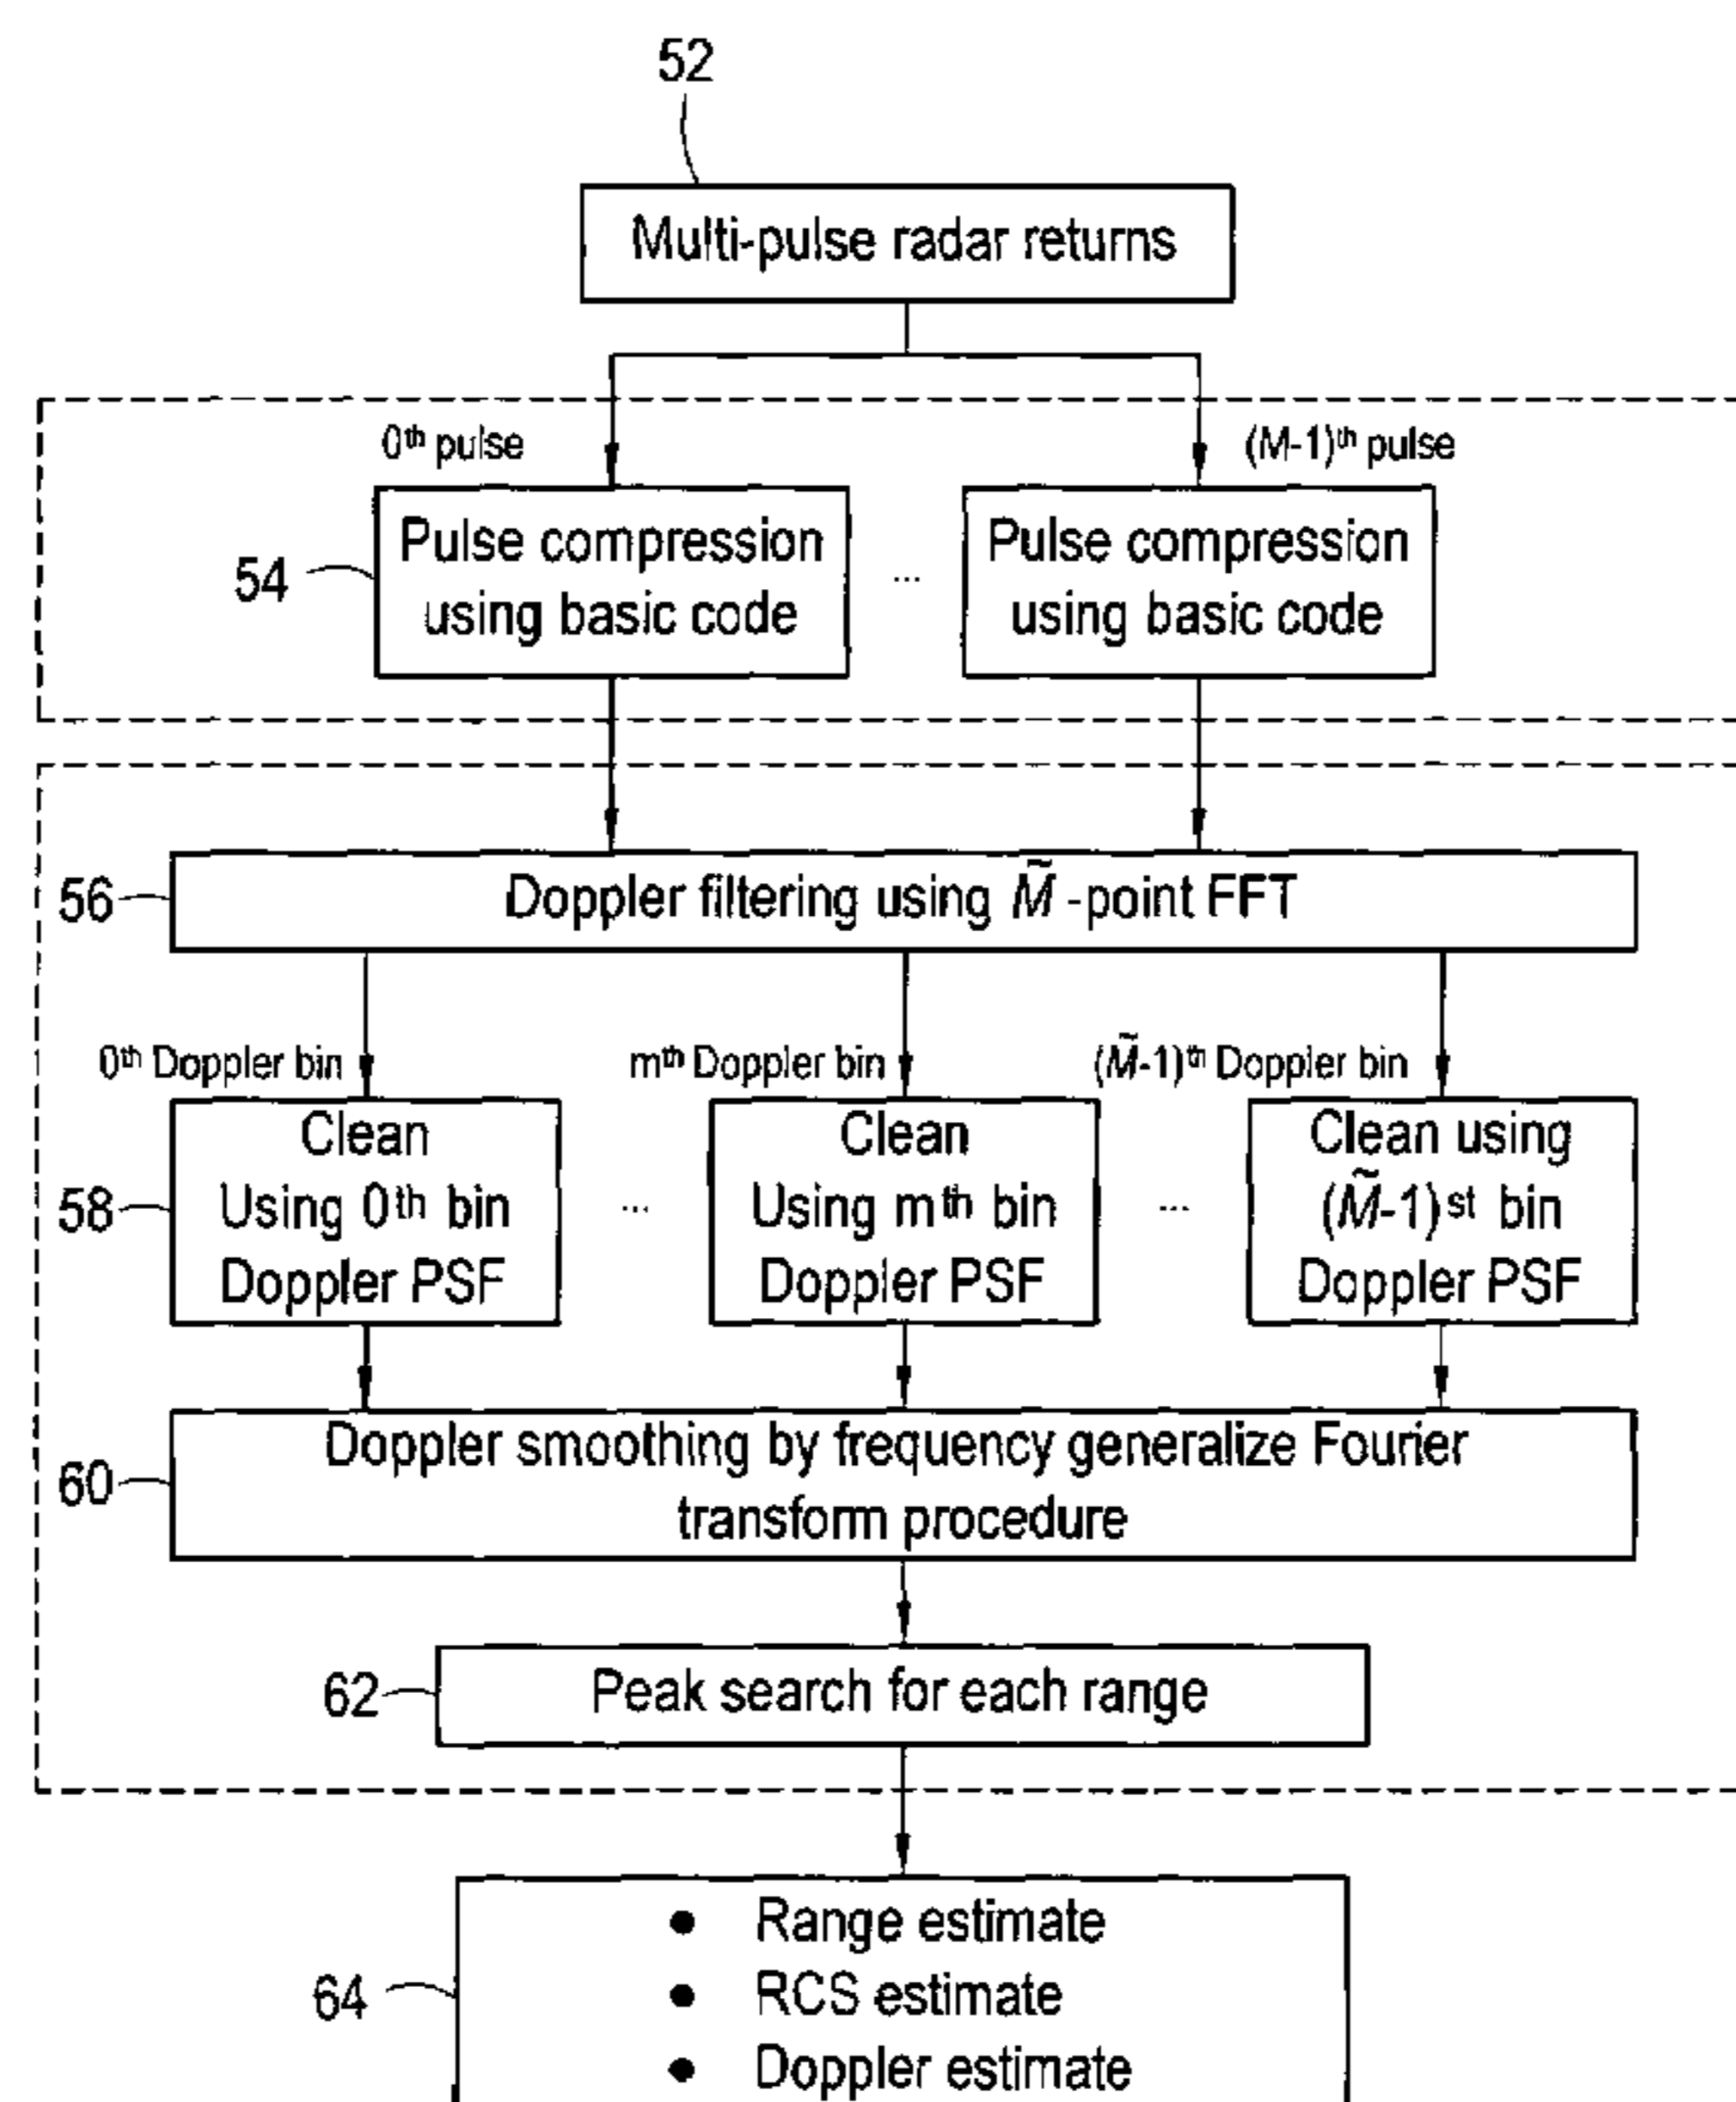 52
Multi-pulse radar returns
0th pulse
(M-1)th pulse
54
Pulse compression
using basic code
...
Pulse compression
using basic code
56
Doppler filtering using M̃ -point FFT
0th Doppler bin
mth Doppler bin
(M̃-1)th Doppler bin
58
Clean
Using 0th bin
Doppler PSF
...
Clean
Using mth bin
Doppler PSF
...
Clean using
(M̃-1)st bin
Doppler PSF
60
Doppler smoothing by frequency generalize Fourier
transform procedure
62
Peak search for each range
64
● Range estimate
● RCS estimate
● Doppler estimate